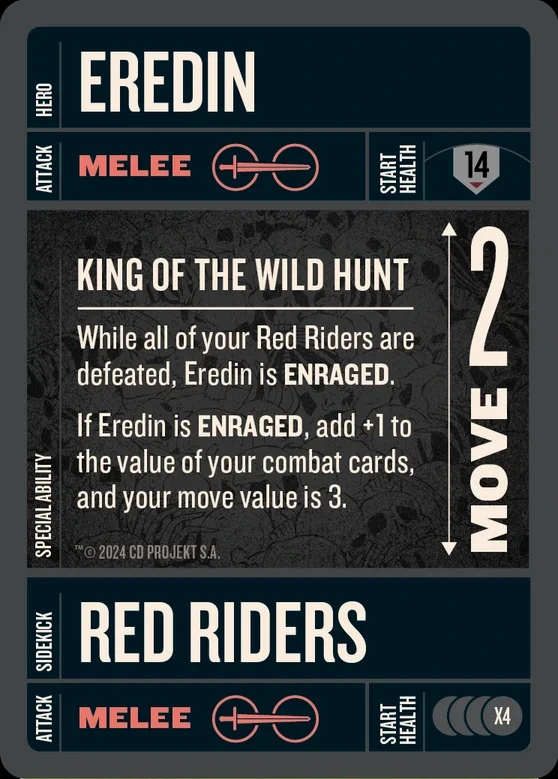 HERO
EREDIN
ATTACK
MELEE
START
HEALTH
14
SPECIAL ABILITY
KING OF THE WILD HUNT
While all of your Red Riders are
defeated, Eredin is ENRAGED.
If Eredin is ENRAGED, add +1 to
the value of your combat cards,
and your move value is 3.
™© 2024 CD PROJEKT S.A.
MOVE 2
SIDEKICK
RED RIDERS
ATTACK
MELEE
START
HEALTH
X4